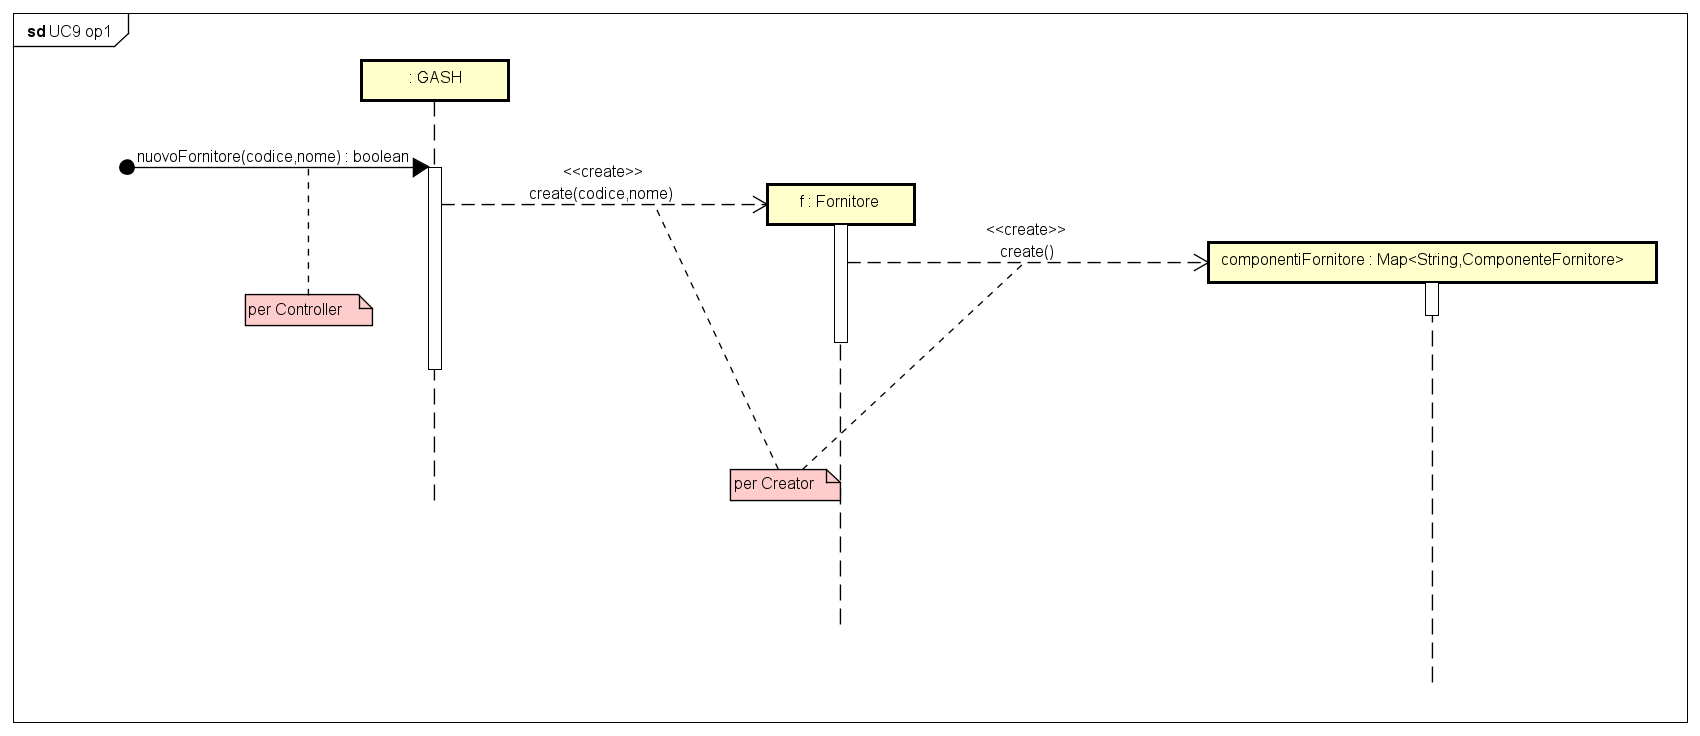 sd UC9 op1
: GASH
nuovoFornitore(codice,nome) : boolean
<<create>>
create(codice,nome)
f : Fornitore
<<create>>
create()
componentiFornitore : Map<String,ComponenteFornitore>
per Controller
per Creator